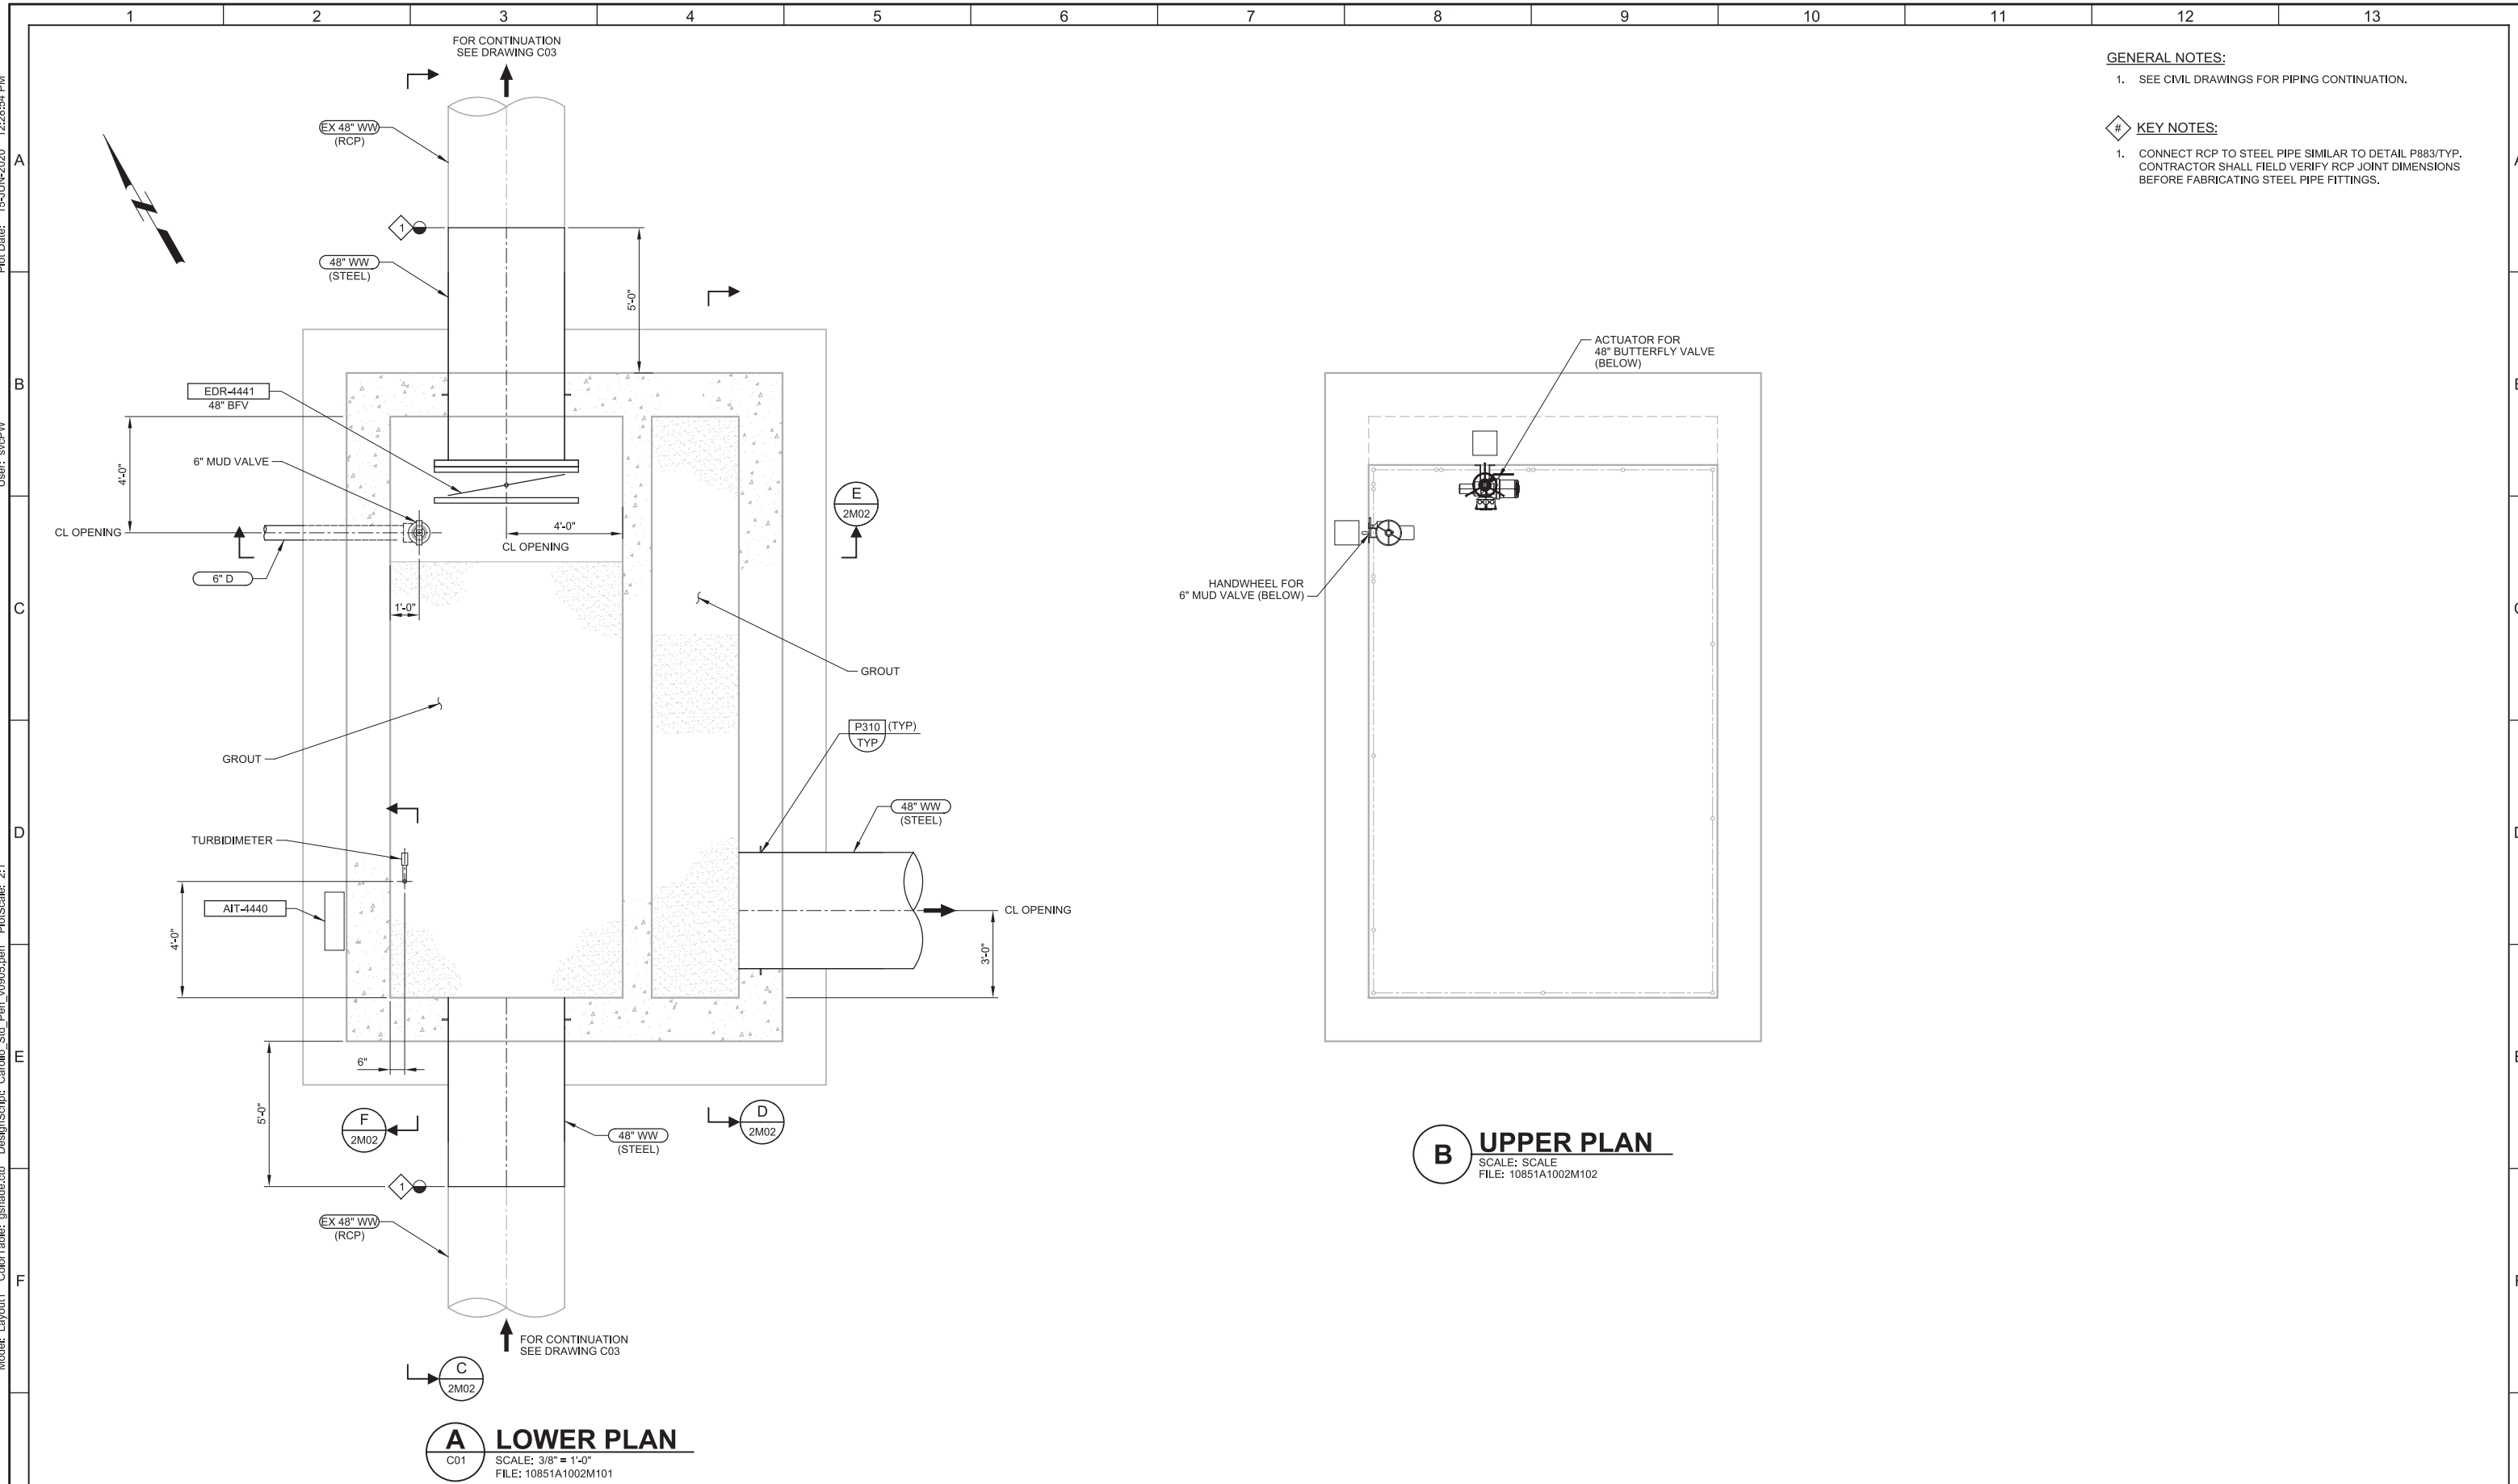 1 2 3 4 5 6 7 8 9 10 11 12 13
FOR CONTINUATION
SEE DRAWING C03
GENERAL NOTES:
1. SEE CIVIL DRAWINGS FOR PIPING CONTINUATION.
# KEY NOTES:
1. CONNECT RCP TO STEEL PIPE SIMILAR TO DETAIL P883/TYP.
CONTRACTOR SHALL FIELD VERIFY RCP JOINT DIMENSIONS
BEFORE FABRICATING STEEL PIPE FITTINGS.
A
EX 48" WW
(RCP)
1
48" WW
(STEEL)
5'-0"
B
EDR-4441
48" BFV
6" MUD VALVE
4'-0"
CL OPENING
4'-0"
CL OPENING
E
2M02
6" D
C
1'-0"
GROUT
GROUT
P310 (TYP)
TYP
48" WW
(STEEL)
D
TURBIDIMETER
AIT-4440
4'-0"
CL OPENING
3'-0"
E
6"
5'-0"
F
2M02
D
2M02
48" WW
(STEEL)
1
EX 48" WW
(RCP)
F
FOR CONTINUATION
SEE DRAWING C03
C
2M02
A
C01
LOWER PLAN
SCALE: 3/8" = 1'-0"
FILE: 10851A1002M101
ACTUATOR FOR
48" BUTTERFLY VALVE
(BELOW)
HANDWHEEL FOR
6" MUD VALVE (BELOW)
B
UPPER PLAN
SCALE: SCALE
FILE: 10851A1002M102